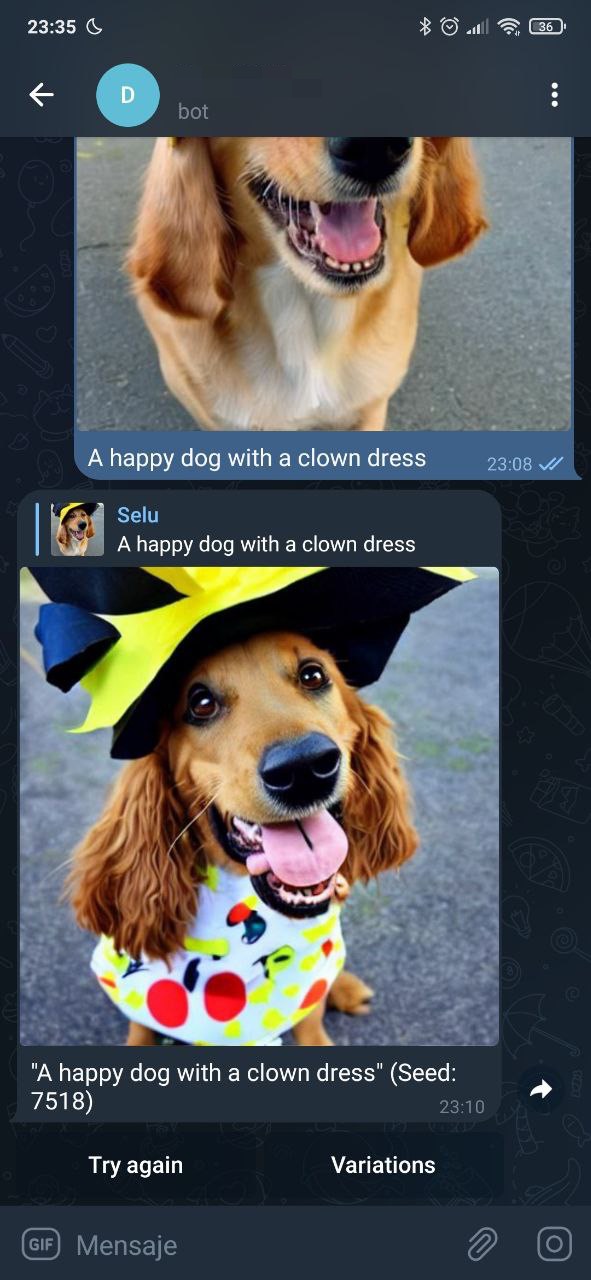 23:35
36
D
bot
A happy dog with a clown dress
23:08
Selu
A happy dog with a clown dress
"A happy dog with a clown dress" (Seed:
7518)
23:10
Try again
Variations
GIF
Mensaje